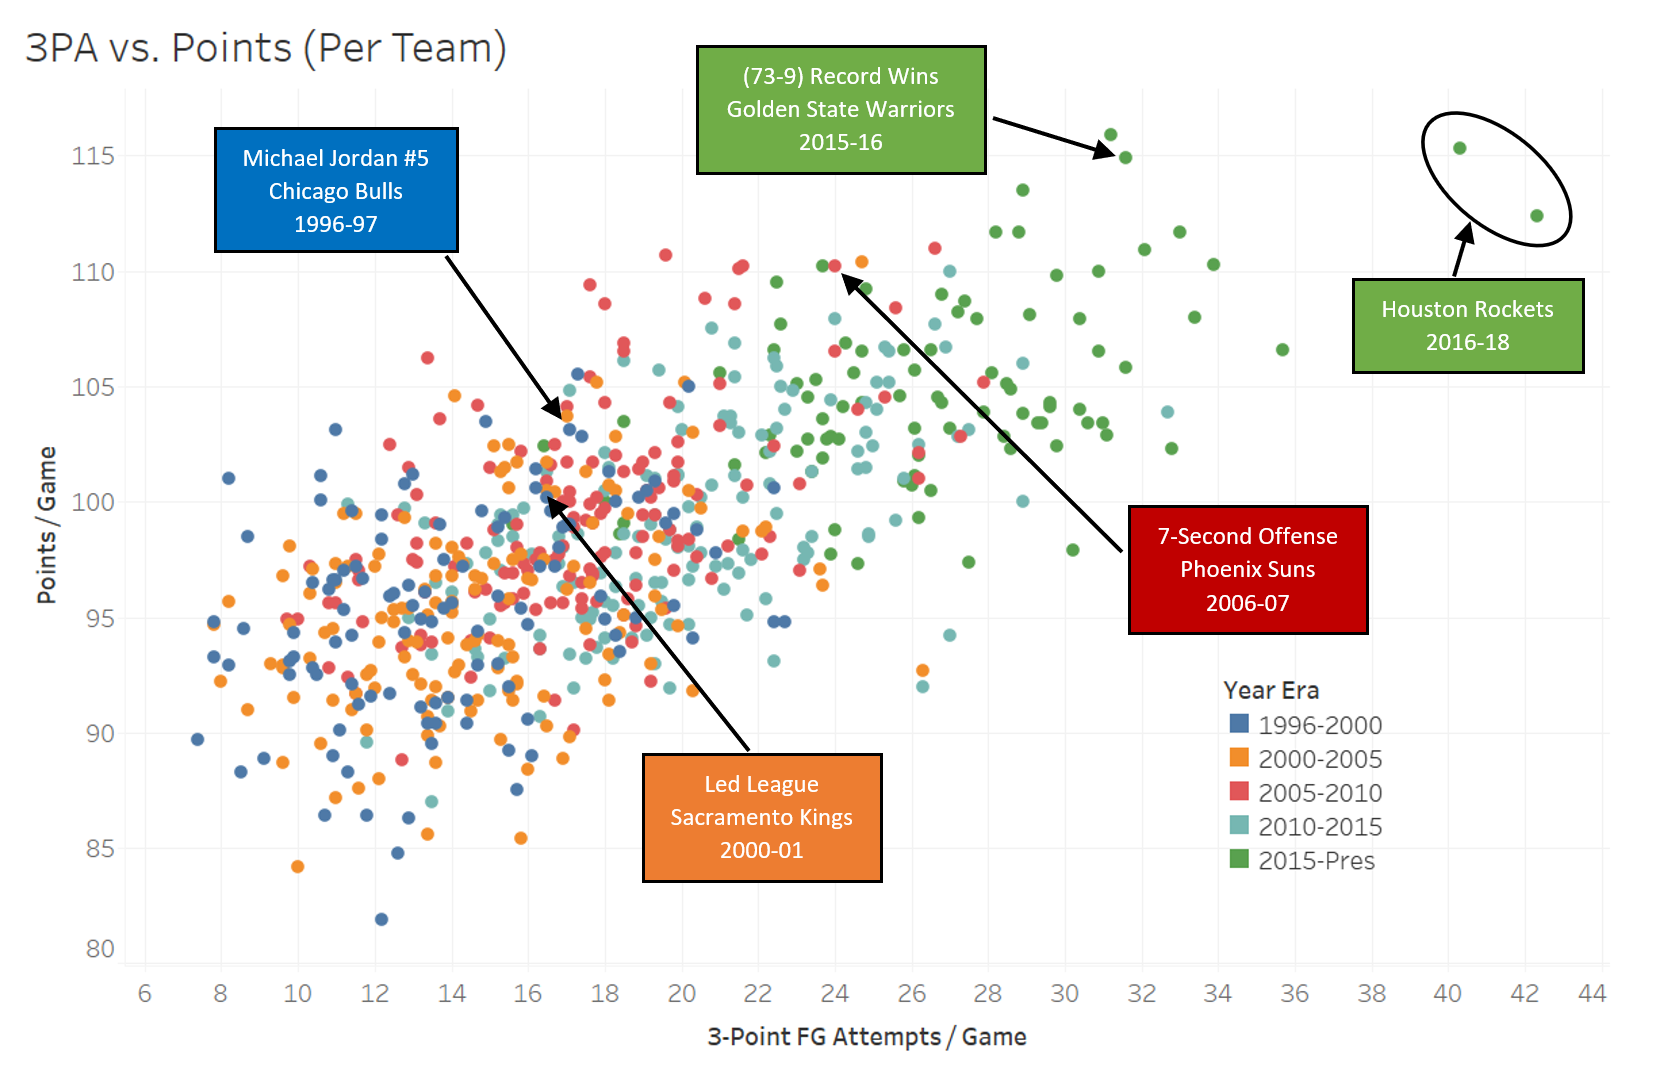 3PA vs. Points (Per Team)
(73-9) Record Wins
Golden State Warriors
2015-16
Michael Jordan #5
Chicago Bulls
1996-97
Houston Rockets
2016-18
7-Second Offense
Phoenix Suns
2006-07
Led League
Sacramento Kings
2000-01
Year Era
1996-2000
2000-2005
2005-2010
2010-2015
2015-Pres
Points / Game
115
110
105
100
95
90
85
80
6 8 10 12 14 16 18 20 22 24 26 28 30 32 34 36 38 40 42 44
3-Point FG Attempts / Game